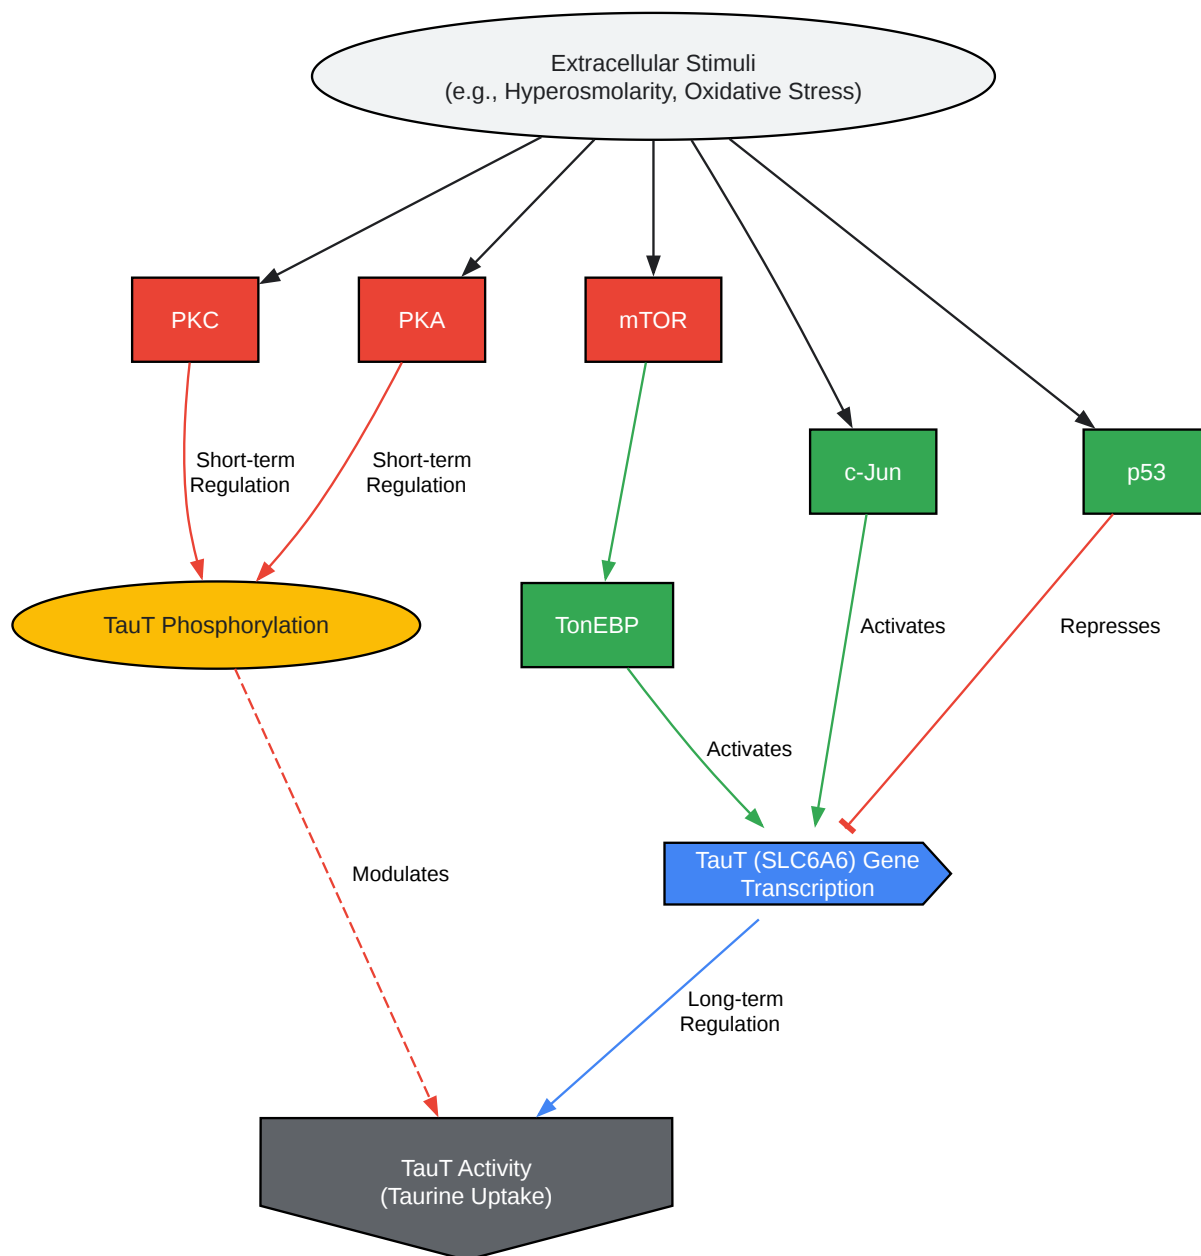 Extracellular Stimuli
(e.g., Hyperosmolarity, Oxidative Stress)
PKC
PKA
mTOR
c-Jun
p53
Short-term
Regulation
Short-term
Regulation
TauT Phosphorylation
TonEBP
Activates
Represses
Activates
TauT (SLC6A6) Gene
Transcription
Modulates
Long-term
Regulation
TauT Activity
(Taurine Uptake)